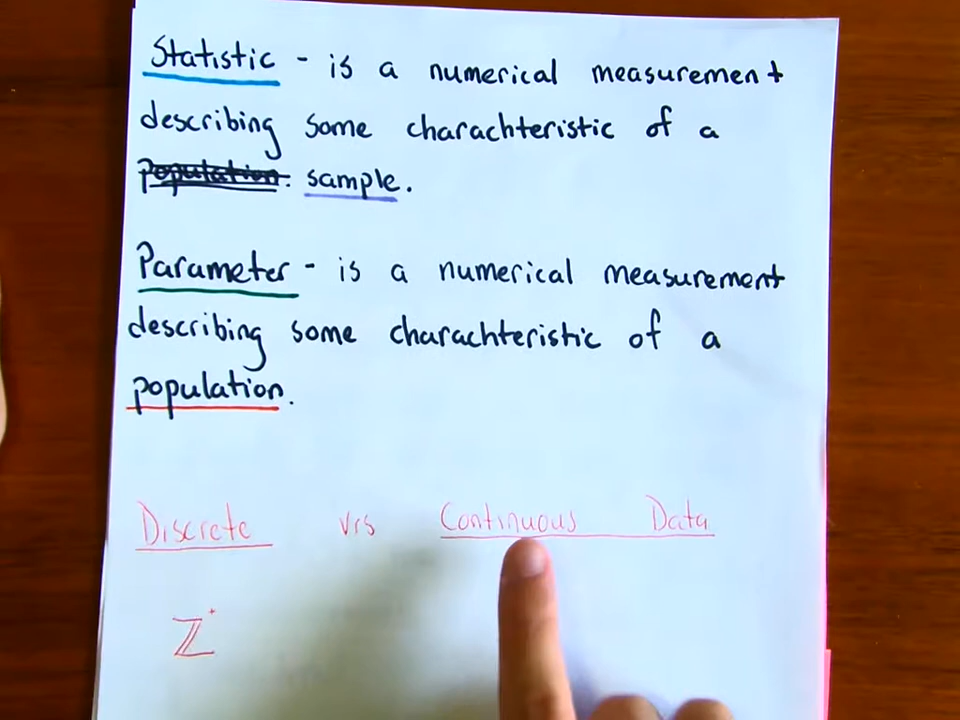 Statistic - is a numerical measurement
describing some charachteristic of a
population. sample.
Parameter - is a numerical measurement
describing some charachteristic of a
population.
Discrete vrs Continuous Data
ℤ⁺